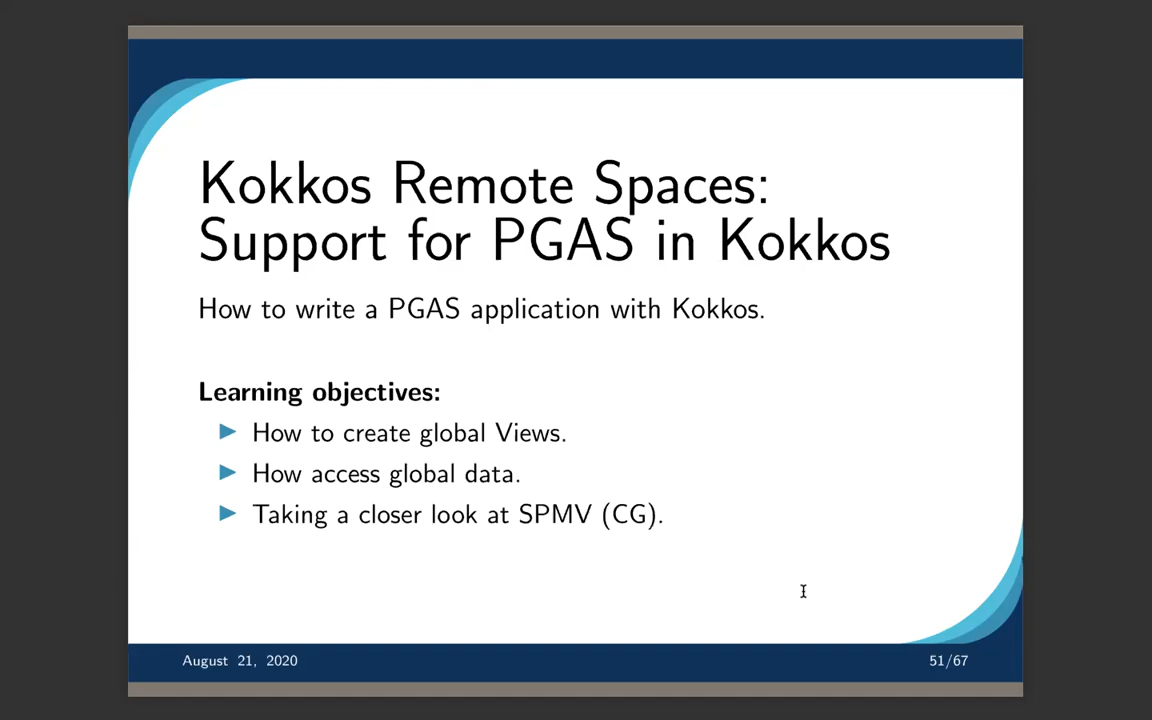 Kokkos Remote Spaces:
Support for PGAS in Kokkos
How to write a PGAS application with Kokkos.
Learning objectives:
How to create global Views.
How access global data.
Taking a closer look at SPMV (CG).
August 21, 2020
51/67